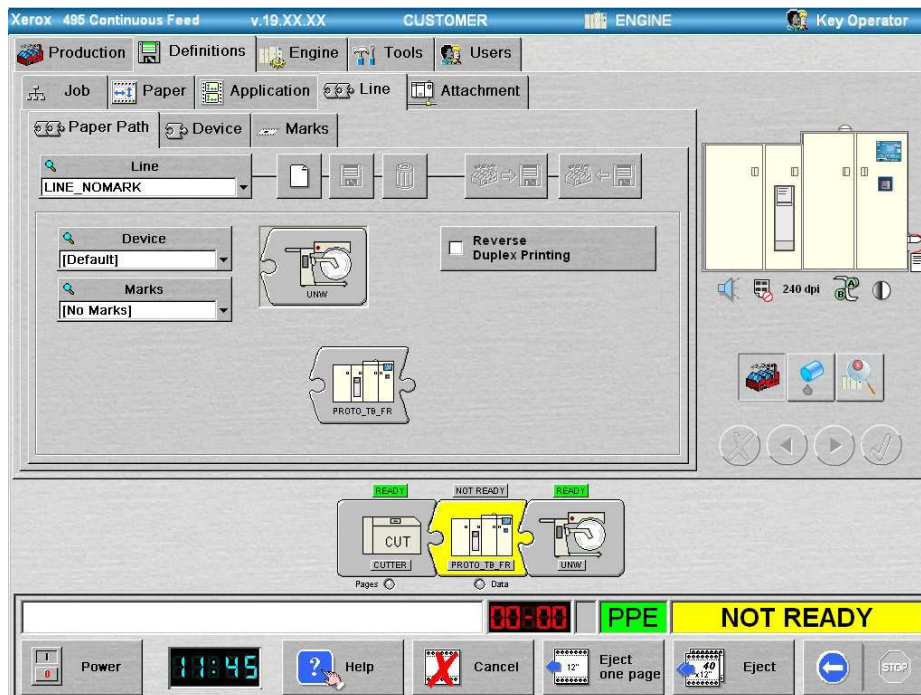 Xerox 495 Continuous Feed v.19.XX.XX CUSTOMER ENGINE Key Operator
Production Definitions Engine Tools Users
Job Paper Application Line Attachment
Paper Path Device Marks
Line
LINE_NOMARK
Device
[Default]
Marks
[No Marks]
UNW
Reverse
Duplex Printing
240 dpi
A
B
PROTO_TB_FR
READY NOT READY READY
CUT
CUTTER PROTO_TB_FR UNW
Pages Data
00-00 PPE NOT READY
Power 11:45 ? Help Cancel 12" Eject
one page 40
x12" Eject STOP